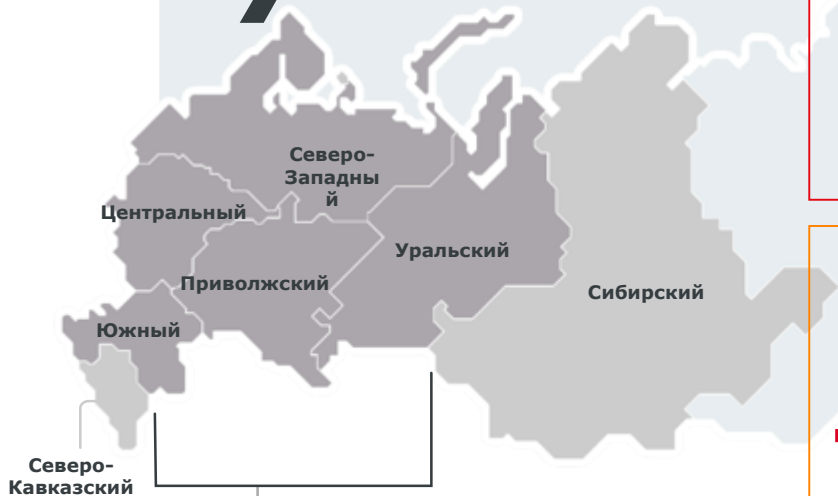 Северо-
Западны
й
Центральный
Уральский
Приволжский
Сибирский
Южный
Северо-
Кавказский